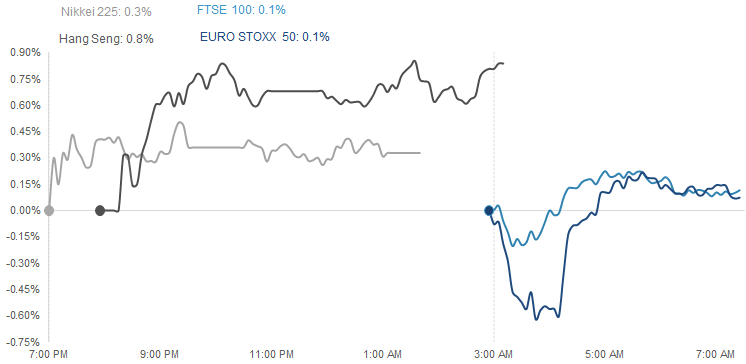 Nikkei 225: 0.3%
FTSE 100: 0.1%
Hang Seng: 0.8%
EURO STOXX 50: 0.1%
0.90%
0.75%
0.60%
0.45%
0.30%
0.15%
0.00%
-0.15%
-0.30%
-0.45%
-0.60%
-0.75%
7:00 PM
9:00 PM
11:00 PM
1:00 AM
3:00 AM
5:00 AM
7:00 AM